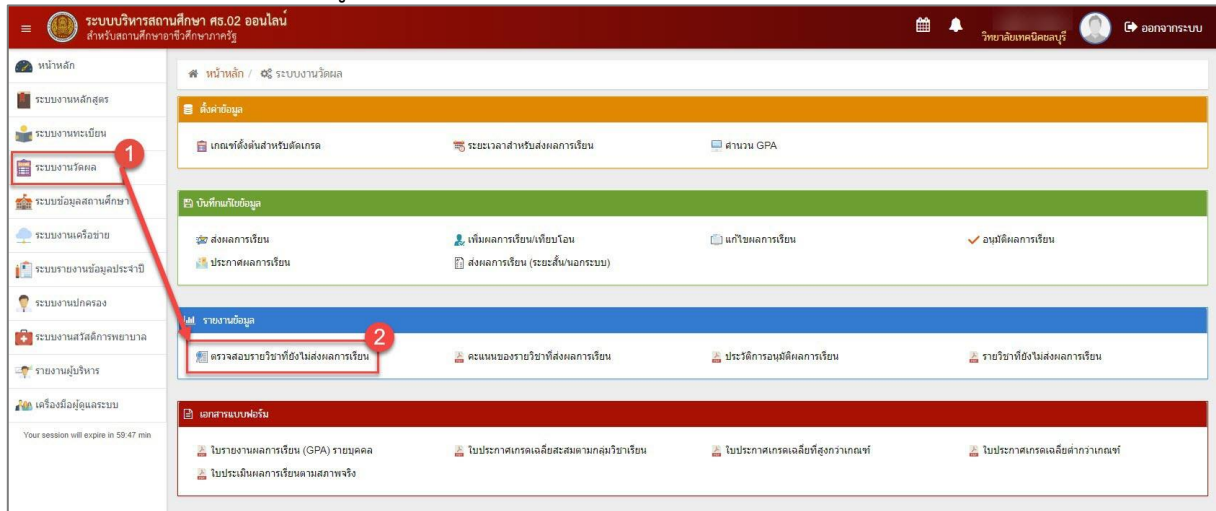 ระบบบริหารสถานศึกษา ศธ.02 ออนไลน์
สำหรับสถานศึกษาอาชีวศึกษาภาครัฐ
วิทยาลัยเทคนิคชลบุรี
ออกจากระบบ
หน้าหลัก
ระบบงานหลักสูตร
ระบบงานทะเบียน
1
ระบบงานวัดผล
ระบบข้อมูลสถานศึกษา
ระบบงานเครือข่าย
ระบบรายงานข้อมูลประจำปี
ระบบงานปกครอง
ระบบงานสวัสดิการพยาบาล
รายงานผู้บริหาร
เครื่องมือผู้ดูแลระบบ
Your session will expire in 59:47 min
หน้าหลัก / ระบบงานวัดผล
ตั้งค่าข้อมูล
เกณฑ์ตั้งต้นสำหรับตัดเกรด ระยะเวลาสำหรับส่งผลการเรียน คำนวน GPA
บันทึกแก้ไขข้อมูล
ส่งผลการเรียน เพิ่มผลการเรียน/เทียบโอน แก้ไขผลการเรียน อนุมัติผลการเรียน
ประกาศผลการเรียน ส่งผลการเรียน (ระยะสั้น/นอกระบบ)
รายงานข้อมูล
2
ตรวจสอบรายวิชาที่ยังไม่ส่งผลการเรียน คะแนนของรายวิชาที่ส่งผลการเรียน ประวัติการอนุมัติผลการเรียน รายวิชาที่ยังไม่ส่งผลการเรียน
เอกสารแบบฟอร์ม
ใบรายงานผลการเรียน (GPA) รายบุคคล ใบประกาศเกรดเฉลี่ยสะสมตามกลุ่มวิชาเรียน ใบประกาศเกรดเฉลี่ยที่สูงกว่าเกณฑ์ ใบประกาศเกรดเฉลี่ยต่ำกว่าเกณฑ์
ใบประเมินผลการเรียนตามสภาพจริง